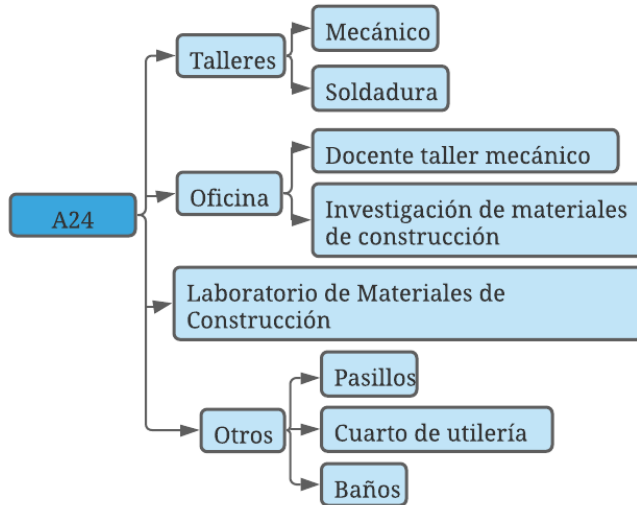 A24
Talleres
Mecánico
Soldadura
Oficina
Docente taller mecánico
Investigación de materiales
de construcción
Laboratorio de Materiales de
Construcción
Otros
Pasillos
Cuarto de utilería
Baños